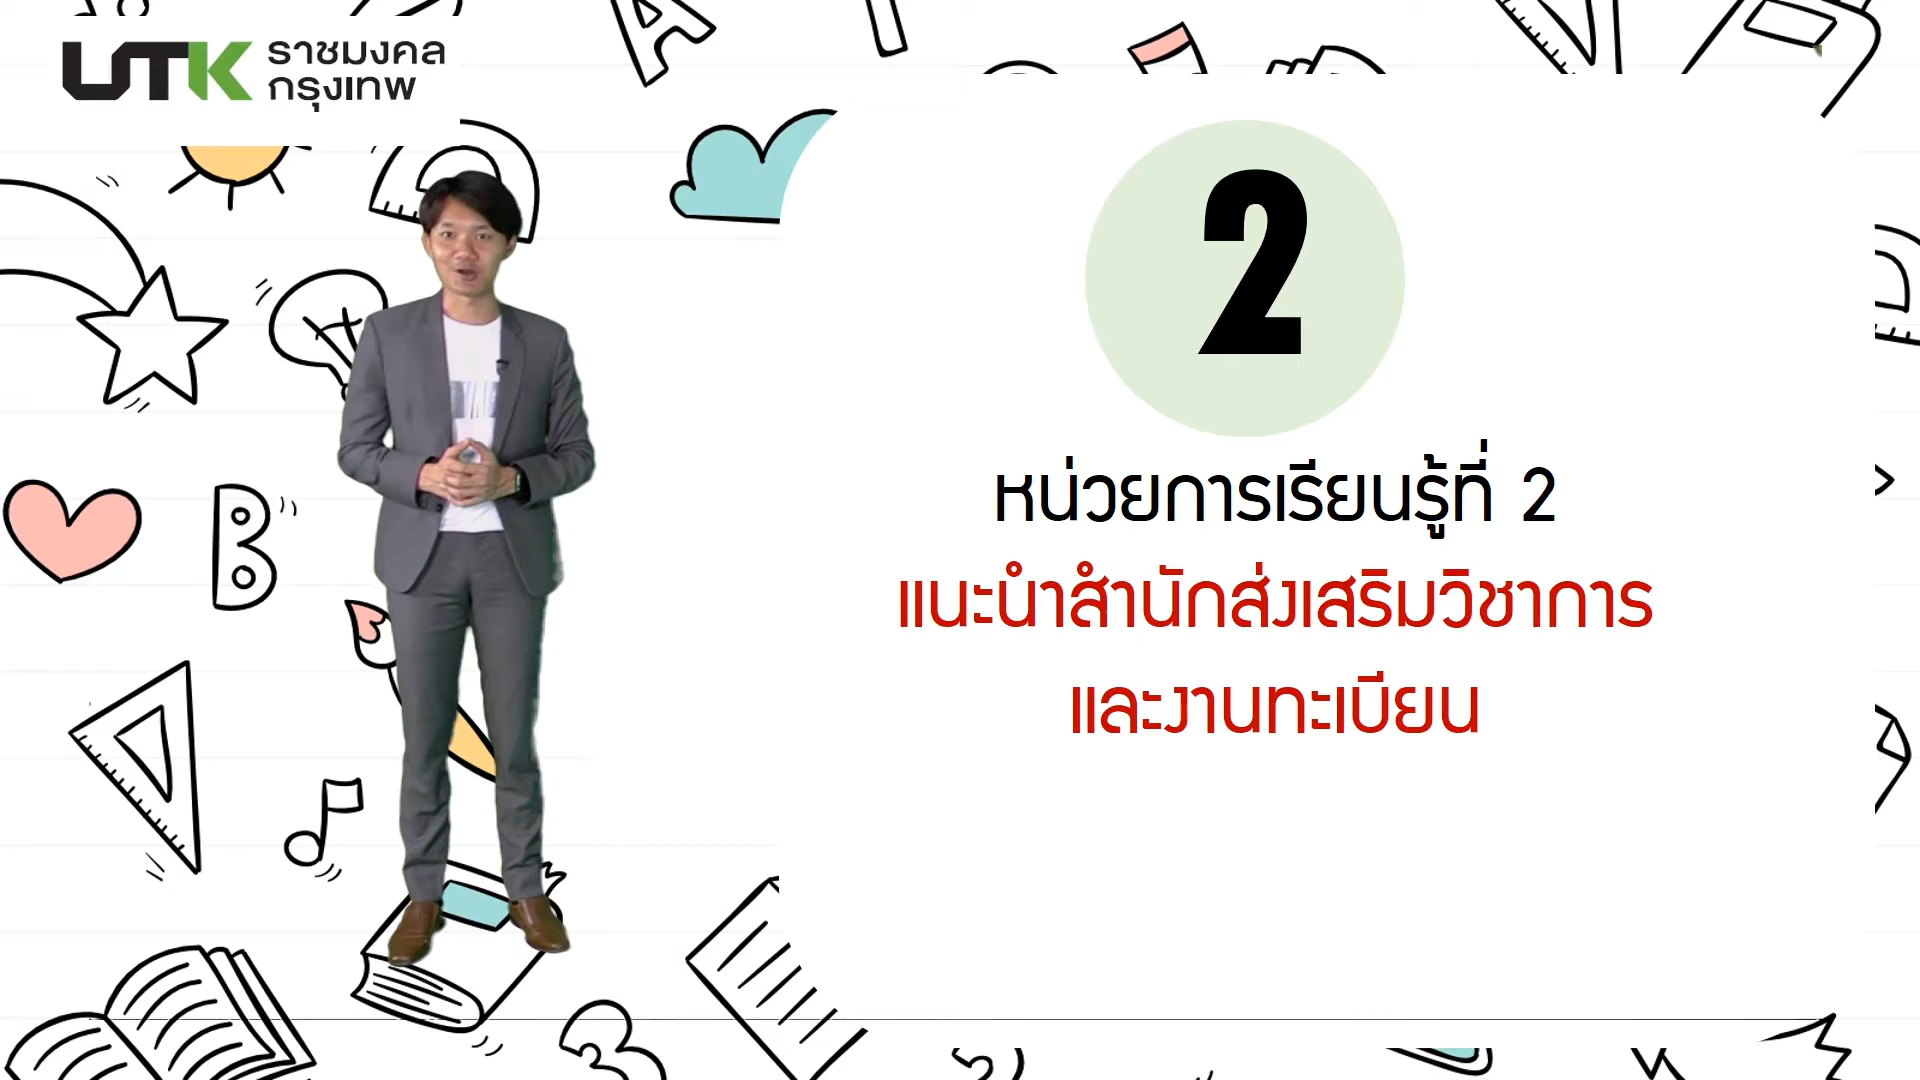 UTK ราชมงคล
กรุงเทพ
2
หน่วยการเรียนรู้ที่ 2
แนะนำสำนักส่งเสริมวิชาการ
และงานทะเบียน
A
B
3